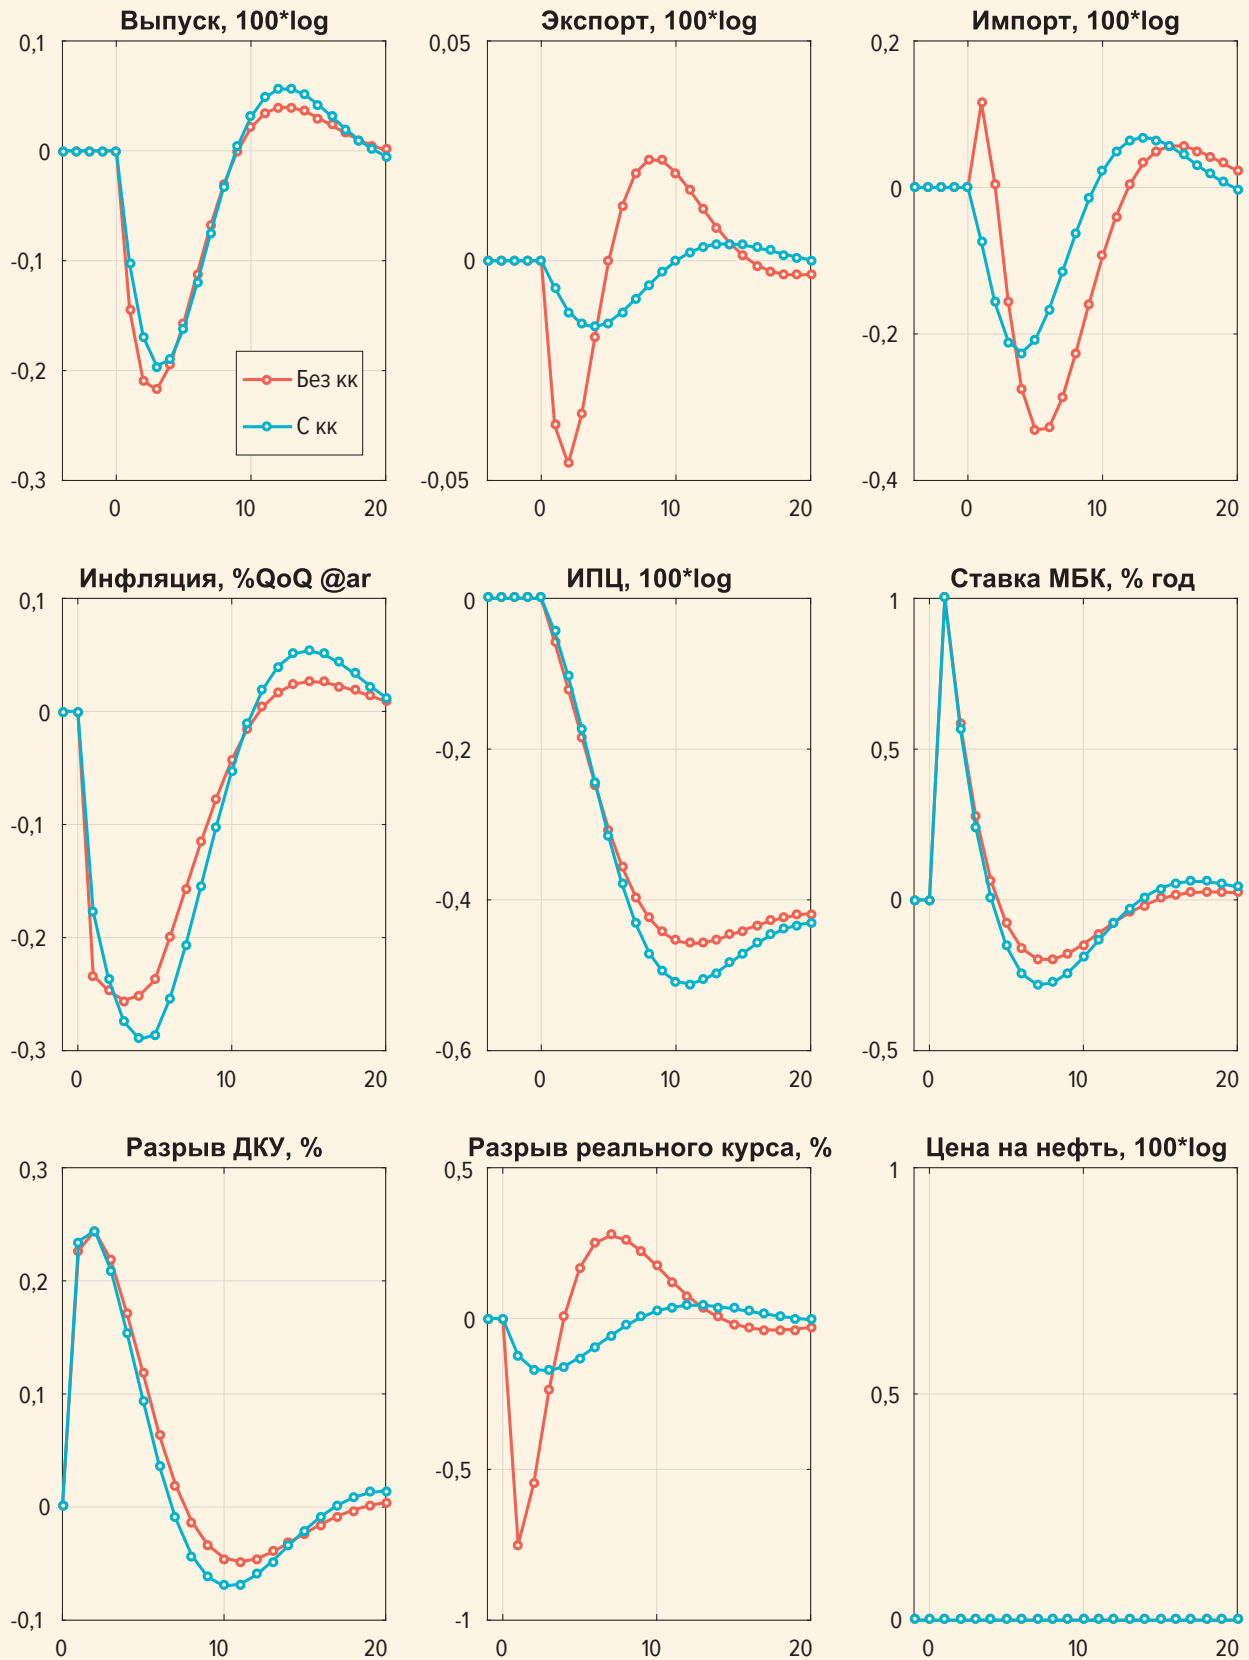 Выпуск, 100*log
Экспорт, 100*log
Импорт, 100*log
0,1
0
-0,1
-0,2
-0,3
Без кк
С кк
0 10 20
0,05
0
-0,05
0 10 20
0,2
0
-0,2
-0,4
0 10 20
Инфляция, %QoQ @ar
ИПЦ, 100*log
Ставка МБК, % год
0,1
0
-0,1
-0,2
-0,3
0 10 20
0
-0,2
-0,4
-0,6
0 10 20
1
0,5
0
-0,5
0 10 20
Разрыв ДКУ, %
Разрыв реального курса, %
Цена на нефть, 100*log
0,3
0,2
0,1
0
-0,1
0 10 20
0,5
0
-0,5
-1
0 10 20
1
0,5
0
0 10 20